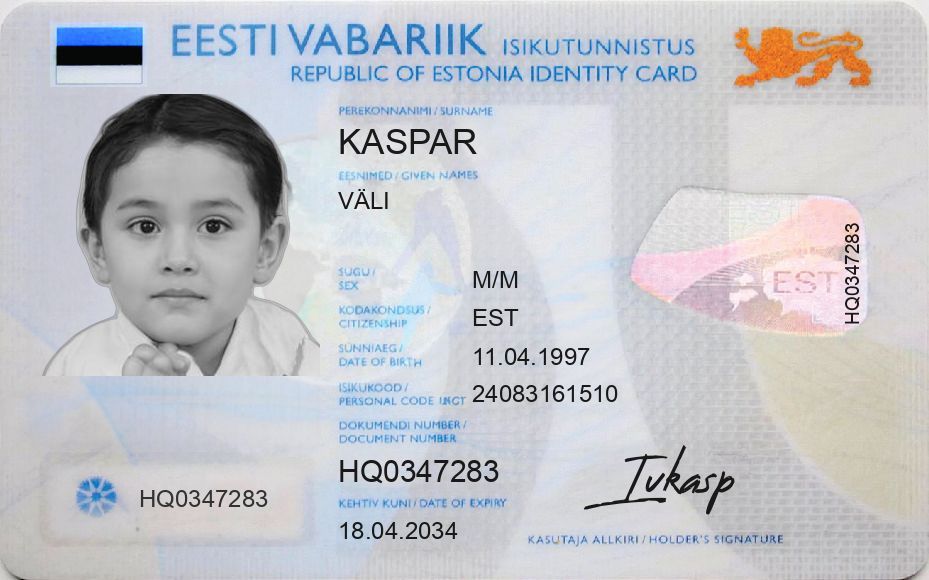 EESTI VABARIIK ISIKUTUNNISTUS
REPUBLIC OF ESTONIA IDENTITY CARD
PEREKONNANIMI / SURNAME
KASPAR
EESNIMED / GIVEN NAMES
VÄLI
SUGU / SEX
M/M
KODAKONDSUS / CITIZENSHIP
EST
SÜNNIAEG / DATE OF BIRTH
11.04.1997
ISIKUKOOD / PERSONAL CODE
24083161510
DOKUMENDI NUMBER / DOCUMENT NUMBER
HQ0347283
KEHTIV KUNI / DATE OF EXPIRY
18.04.2034
HQ0347283
EST
HQ0347283
Ivkasp
KASUTAJA ALLKIRI / HOLDER'S SIGNATURE